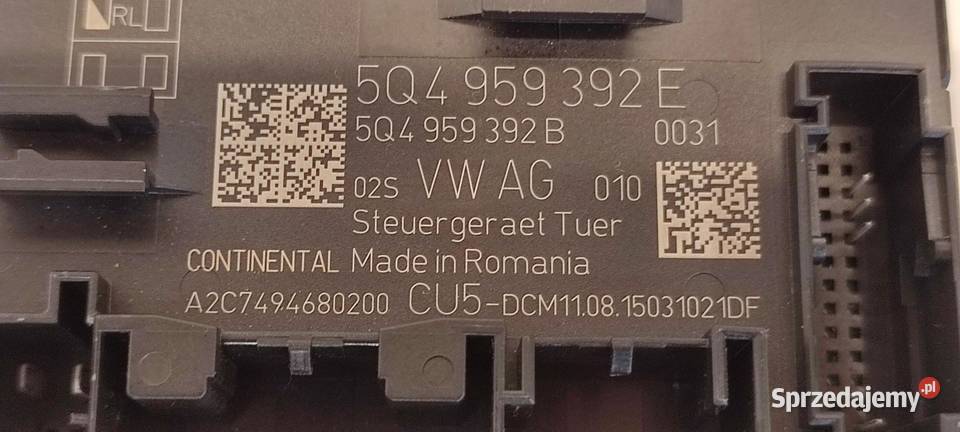 RL
5Q4 959 392 E
5Q4 959 392 B 0031
02S VW AG 010
Steuergeraet Tuer
CONTINENTAL Made in Romania
A2C7494680200 CU5-DCM11.08.15031021DF
Sprzedajemy.pl